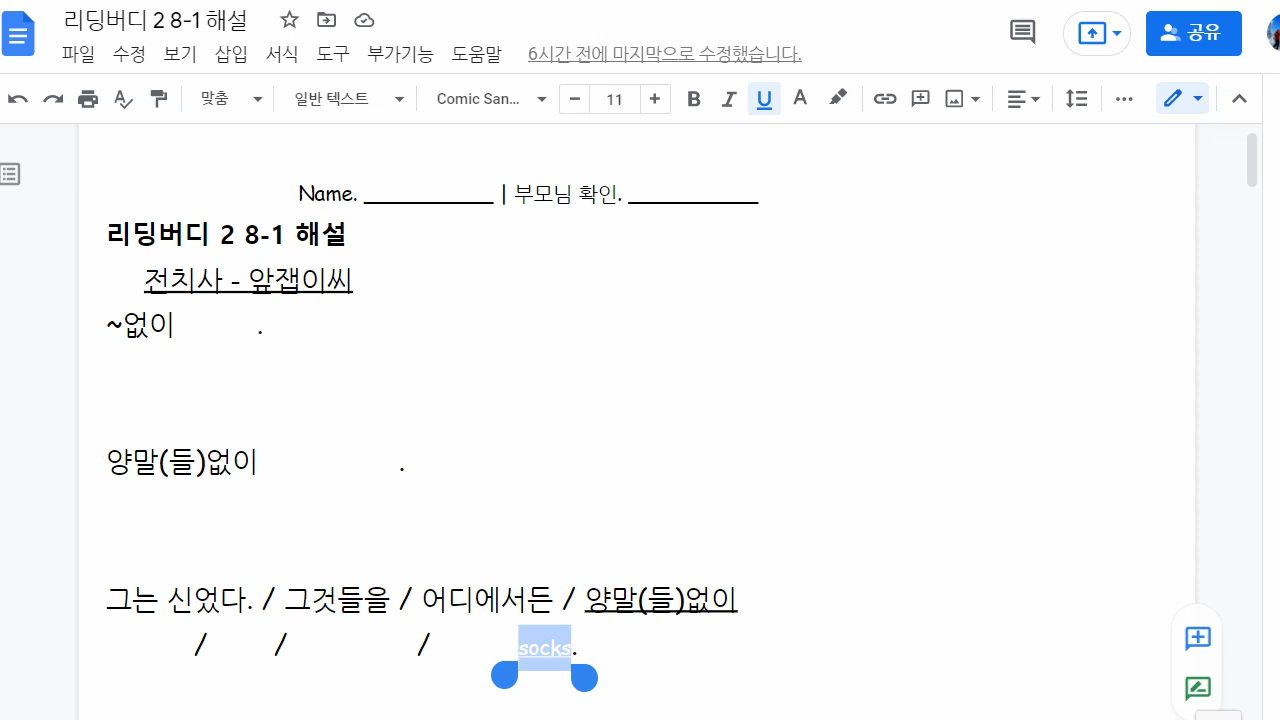 리딩버디 2 8-1 해설
파일 수정 보기 삽입 서식 도구 부가기능 도움말 6시간 전에 마지막으로 수정했습니다.
공유
맞춤 일반 텍스트 Comic San... - 11 + B I U A
Name. __________ | 부모님 확인. __________
리딩버디 2 8-1 해설
전치사 - 앞잡이씨
~없이 .
양말(들)없이 .
그는 신었다. / 그것들을 / 어디에서든 / 양말(들)없이
/ / / socks.